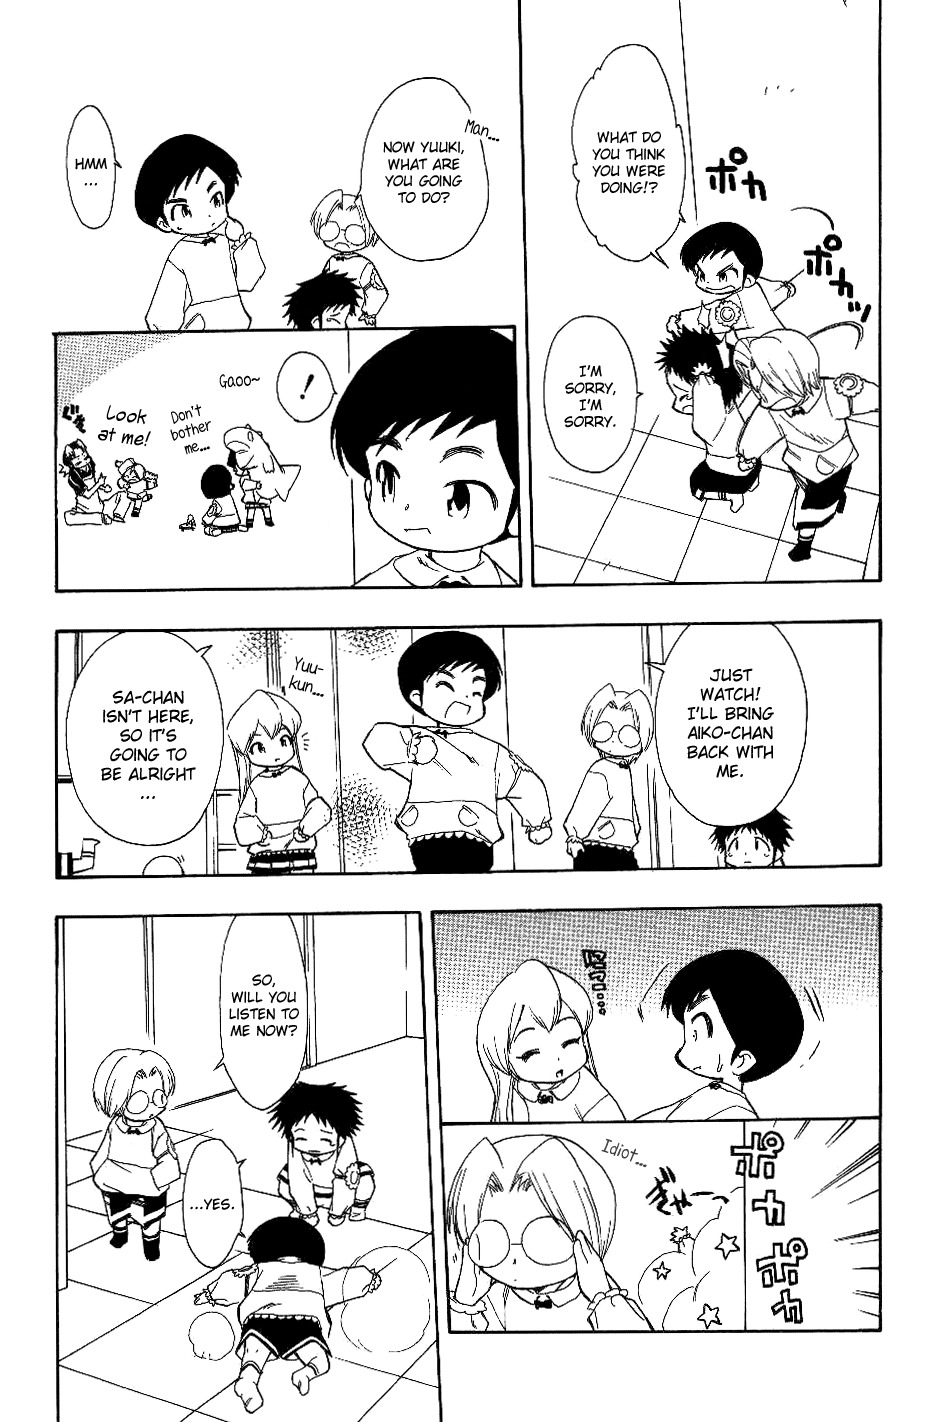 WHAT DO
YOU THINK
YOU WERE
DOING!?
ポカ
ポカッ
I'M
SORRY,
I'M
SORRY.
Man...
NOW YUUKI,
WHAT ARE
YOU GOING
TO DO?
HMM
...
!
Gaoo~
Don't
bother
me...
Look
at me!
JUST
WATCH!
I'LL BRING
AIKO-CHAN
BACK WITH
ME.
Yuu-
kun...
SA-CHAN
ISN'T HERE,
SO IT'S
GOING TO
BE ALRIGHT
...
ポカポカ
Idiot...
ぎゃー
SO,
WILL YOU
LISTEN TO
ME NOW?
...YES.